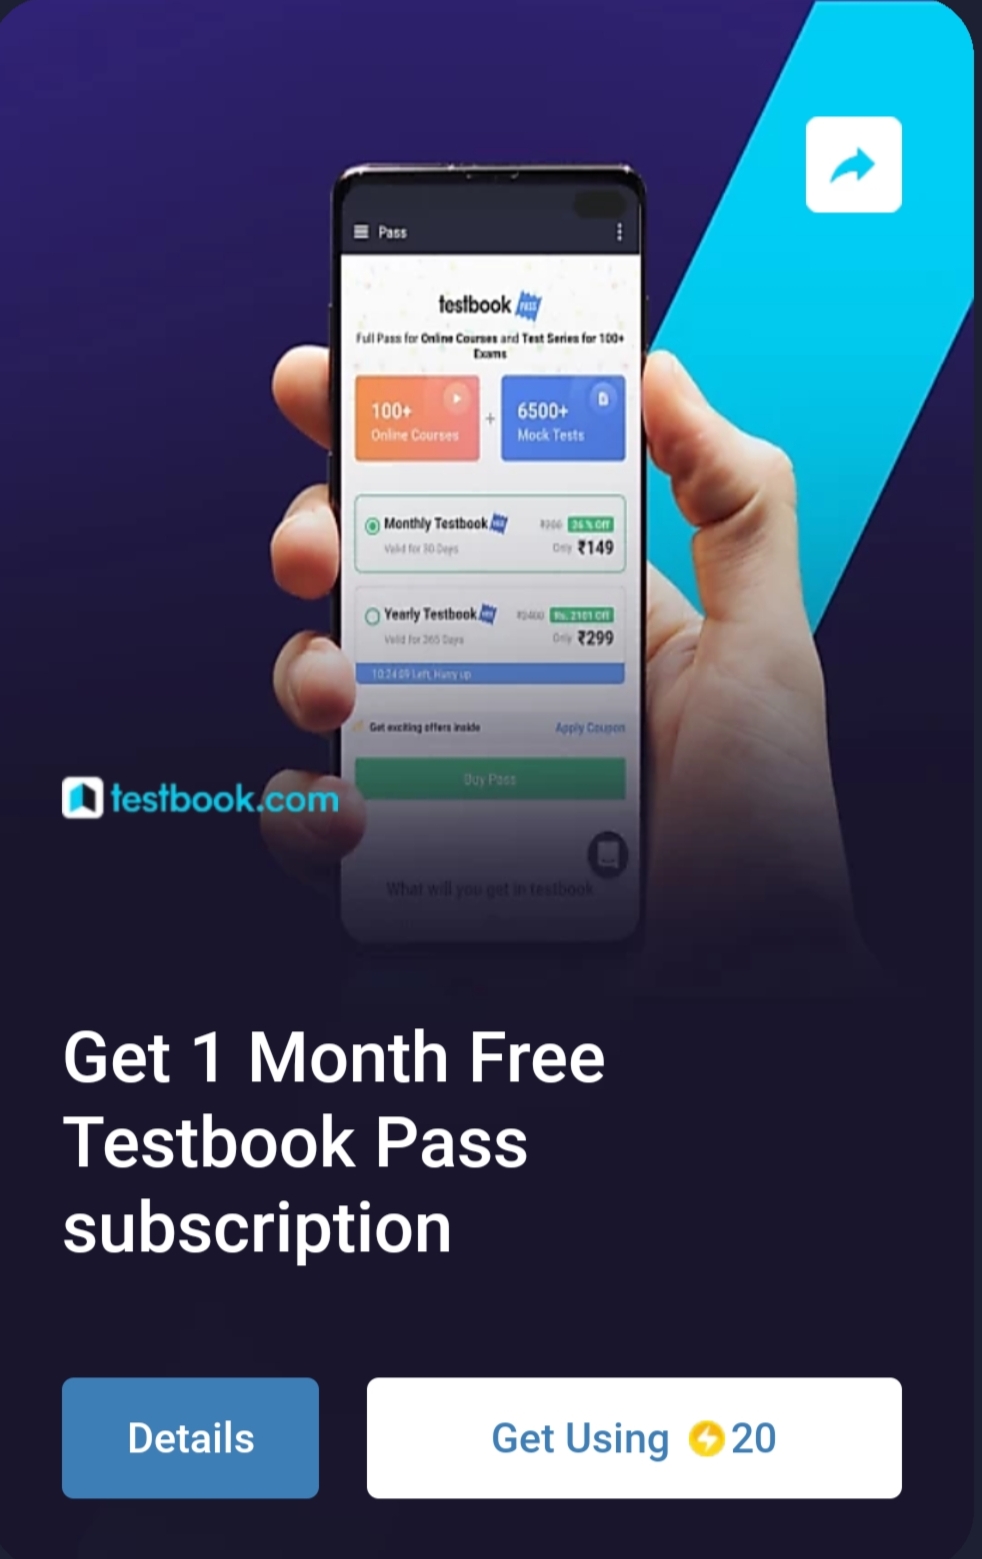 Pass
testbook PASS
Full Pass for Online Courses and Test Series for 100+
Exams
100+
Online Courses
+
6500+
Mock Tests
Monthly Testbook
26% Off
Valid for 30 Days
Only ₹149
Yearly Testbook
₹2400 Rs. 2101 Off
Valid for 365 Days
Only ₹299
10:24:09 Left, Hurry up
Get exciting offers inside
Apply Coupon
Buy Pass
testbook.com
What will you get in testbook
Get 1 Month Free
Testbook Pass
subscription
Details
Get Using 20